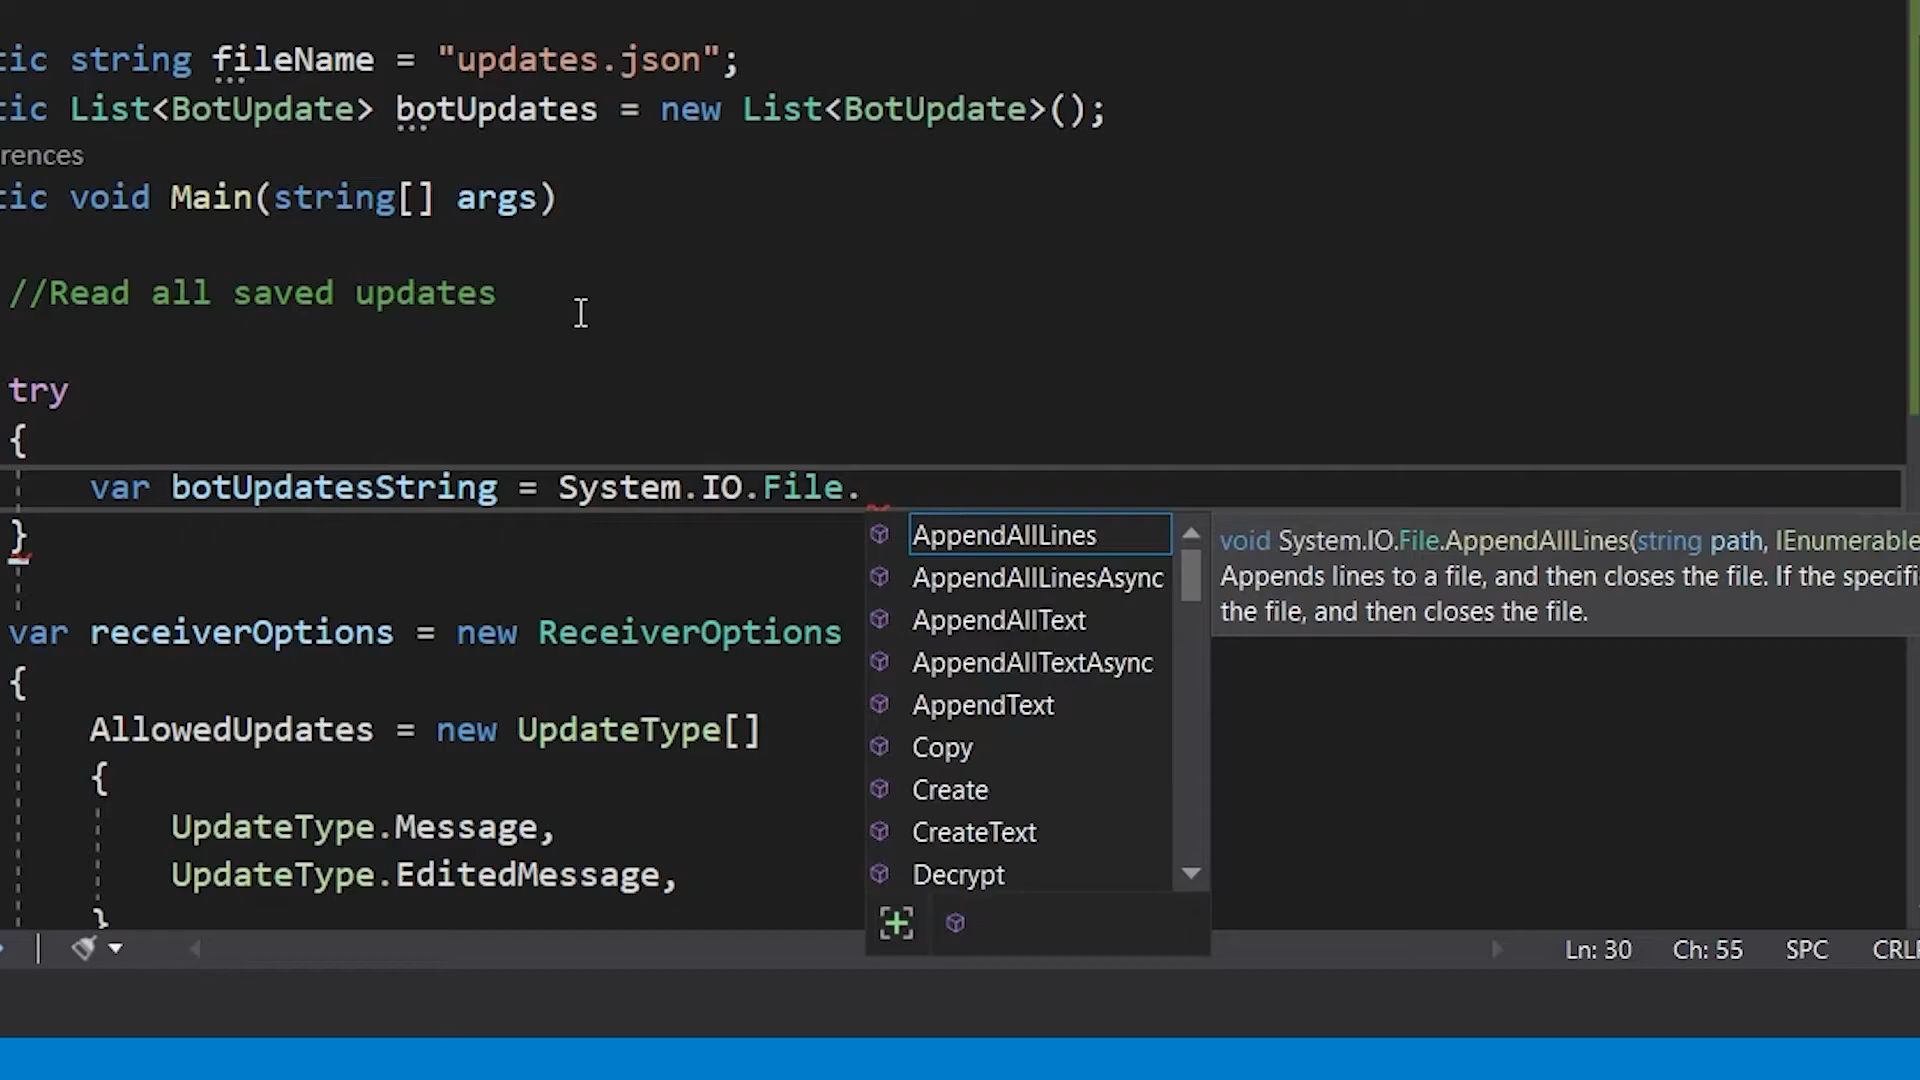 tic string fileName = "updates.json";
tic List<BotUpdate> botUpdates = new List<BotUpdate>();
rences
tic void Main(string[] args)
//Read all saved updates
try
{
var botUpdatesString = System.IO.File.
}
AppendAllLines
AppendAllLinesAsync
AppendAllText
AppendAllTextAsync
AppendText
Copy
Create
CreateText
Decrypt
void System.IO.File.AppendAllLines(string path, IEnumerable
Appends lines to a file, and then closes the file. If the specifi
the file, and then closes the file.
var receiverOptions = new ReceiverOptions
{
AllowedUpdates = new UpdateType[]
{
UpdateType.Message,
UpdateType.EditedMessage,
}
Ln: 30 Ch: 55 SPC CRLF